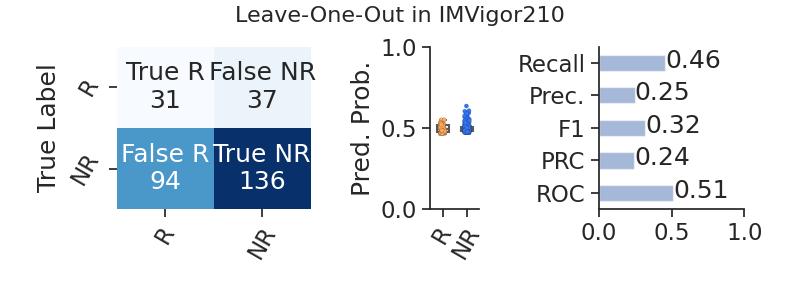 Leave-One-Out in IMVigor210
True Label
R
NR
True R
31
False NR
37
False R
94
True NR
136
R
NR
Pred. Prob.
1.0
0.5
0.0
R
NR
Recall
0.46
Prec.
0.25
F1
0.32
PRC
0.24
ROC
0.51
0.0
0.5
1.0